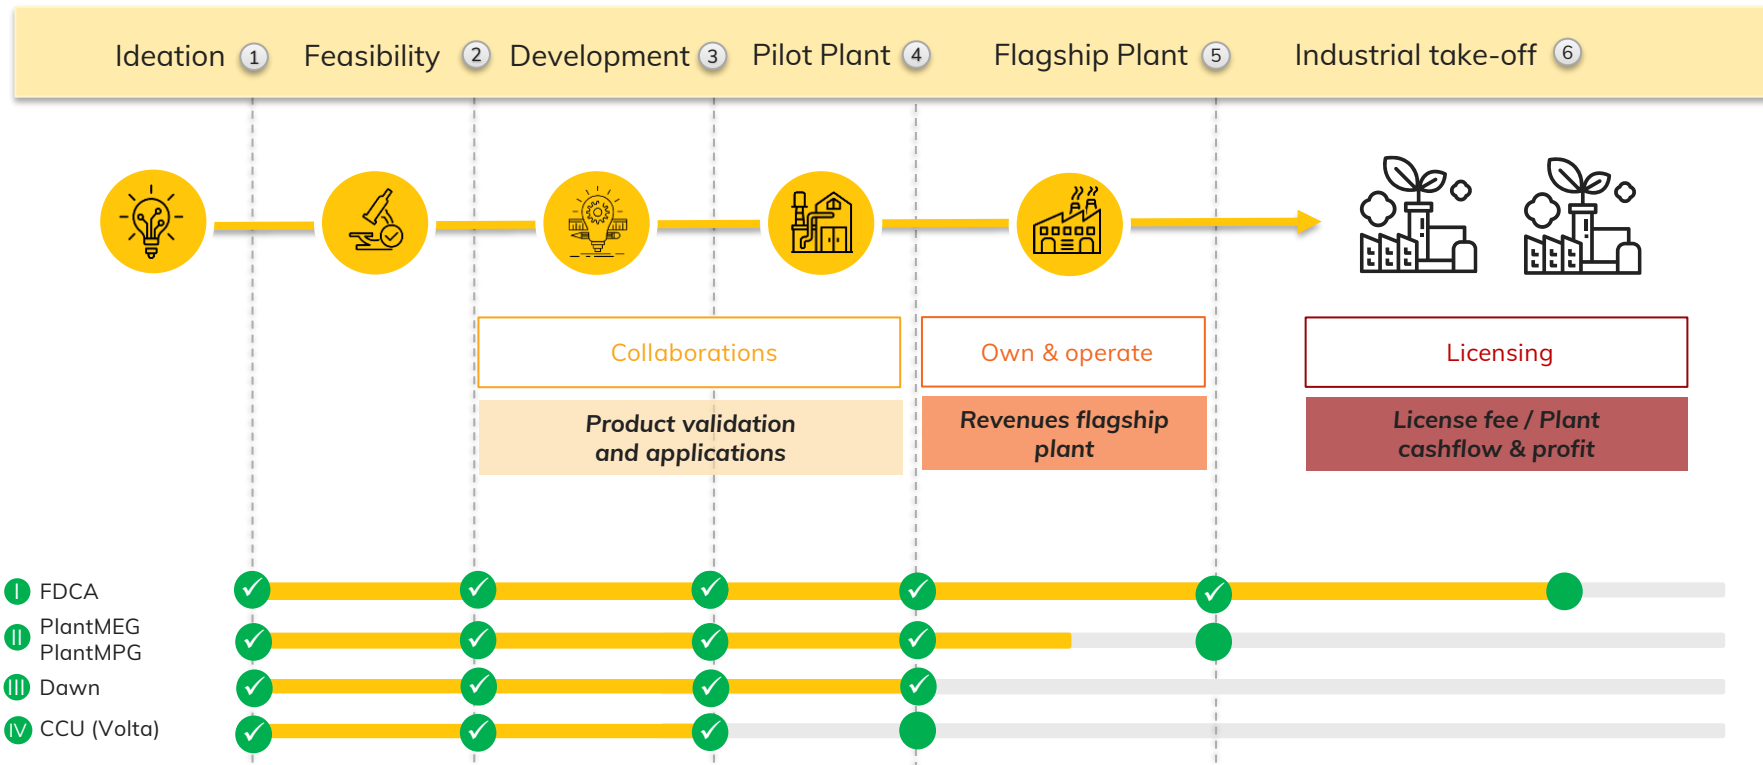 Ideation 1 Feasibility 2 Development 3 Pilot Plant 4 Flagship Plant 5 Industrial take-off 6
Collaborations
Own & operate
Licensing
Product validation
and applications
Revenues flagship
plant
License fee / Plant
cashflow & profit
I FDCA
II PlantMEG
PlantMPG
III Dawn
IV CCU (Volta)